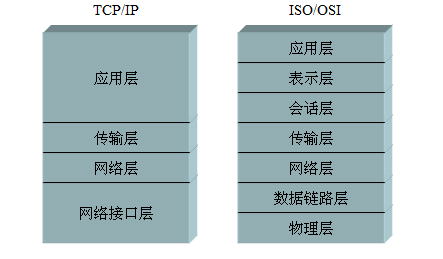 TCP/IP
应用层
传输层
网络层
网络接口层
ISO/OSI
应用层
表示层
会话层
传输层
网络层
数据链路层
物理层